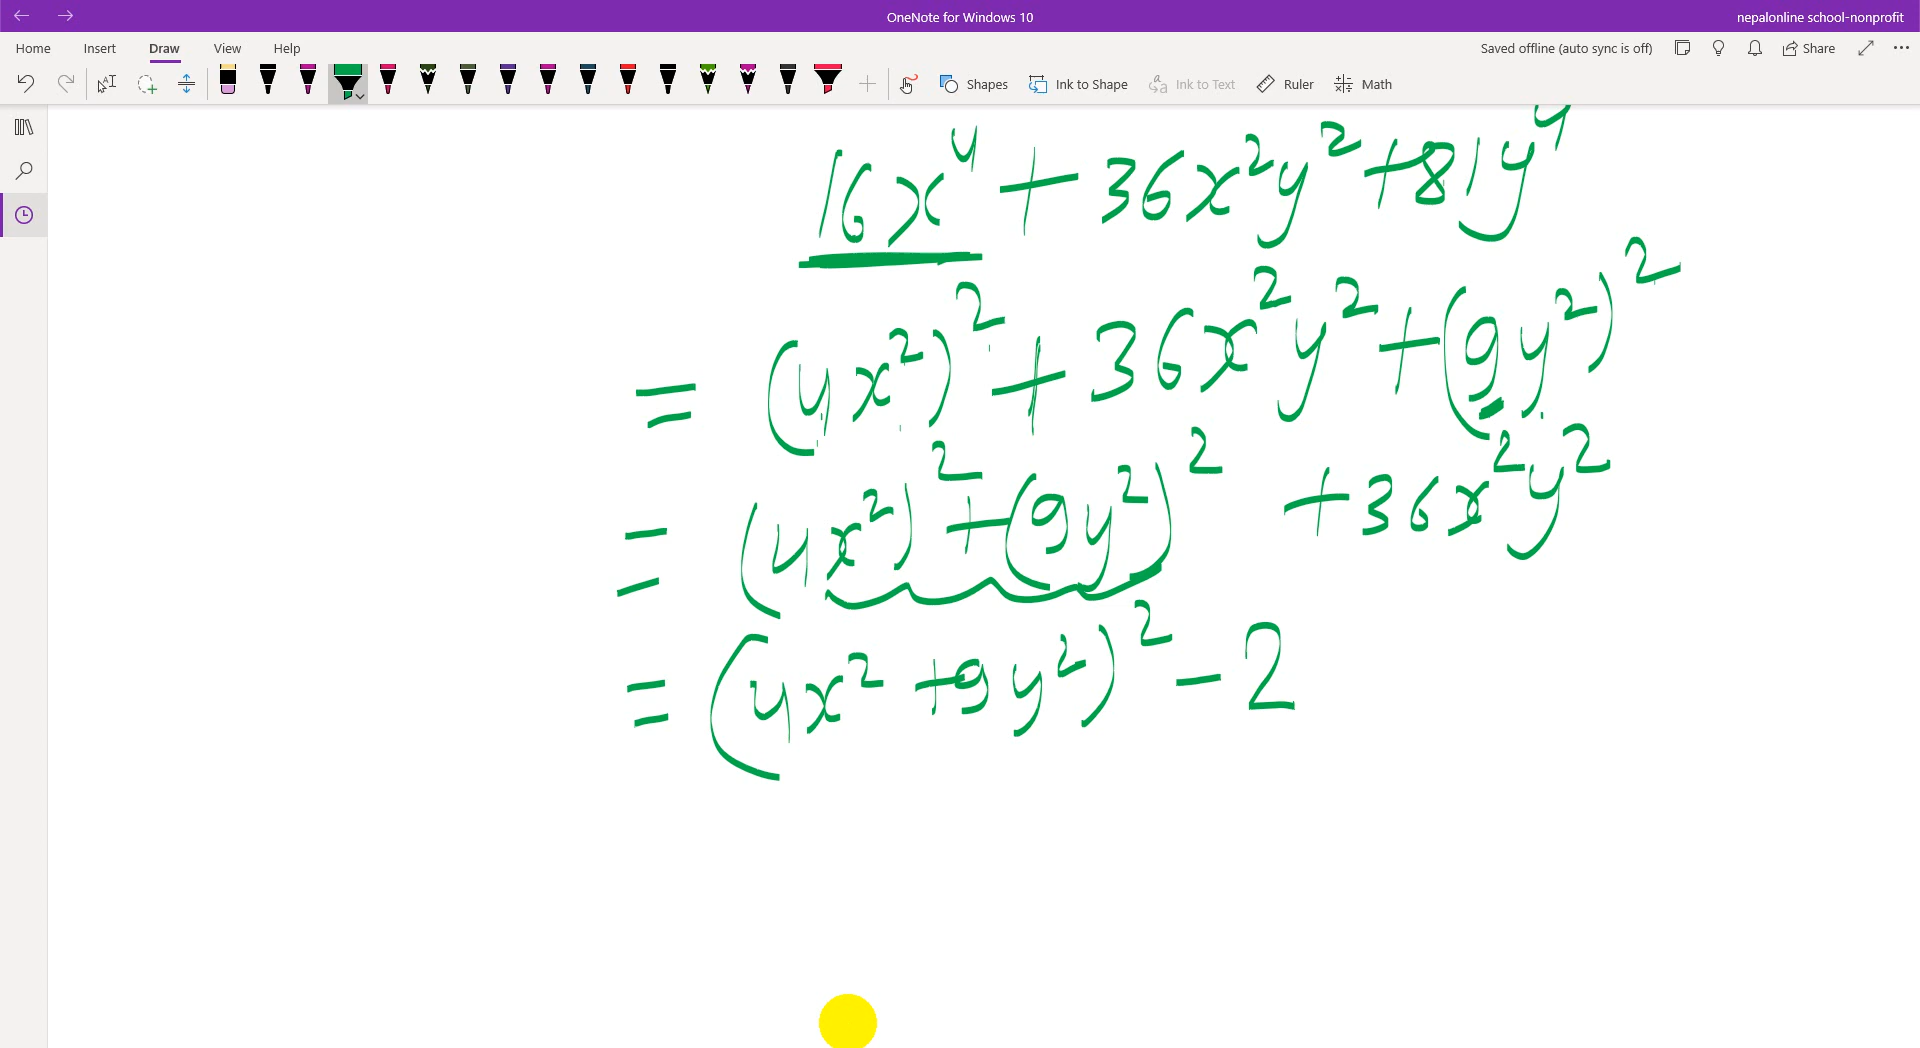 OneNote for Windows 10
nepalonline school-nonprofit
Home Insert Draw View Help
Saved offline (auto sync is off) Share
Shapes Ink to Shape Ink to Text Ruler Math
16x⁴ + 36x²y² + 81y⁴
= (4x²)² + 36x²y² + (9y²)²
= (4x²)² + (9y²)² + 36x²y²
= (4x² + 9y²)² - 2